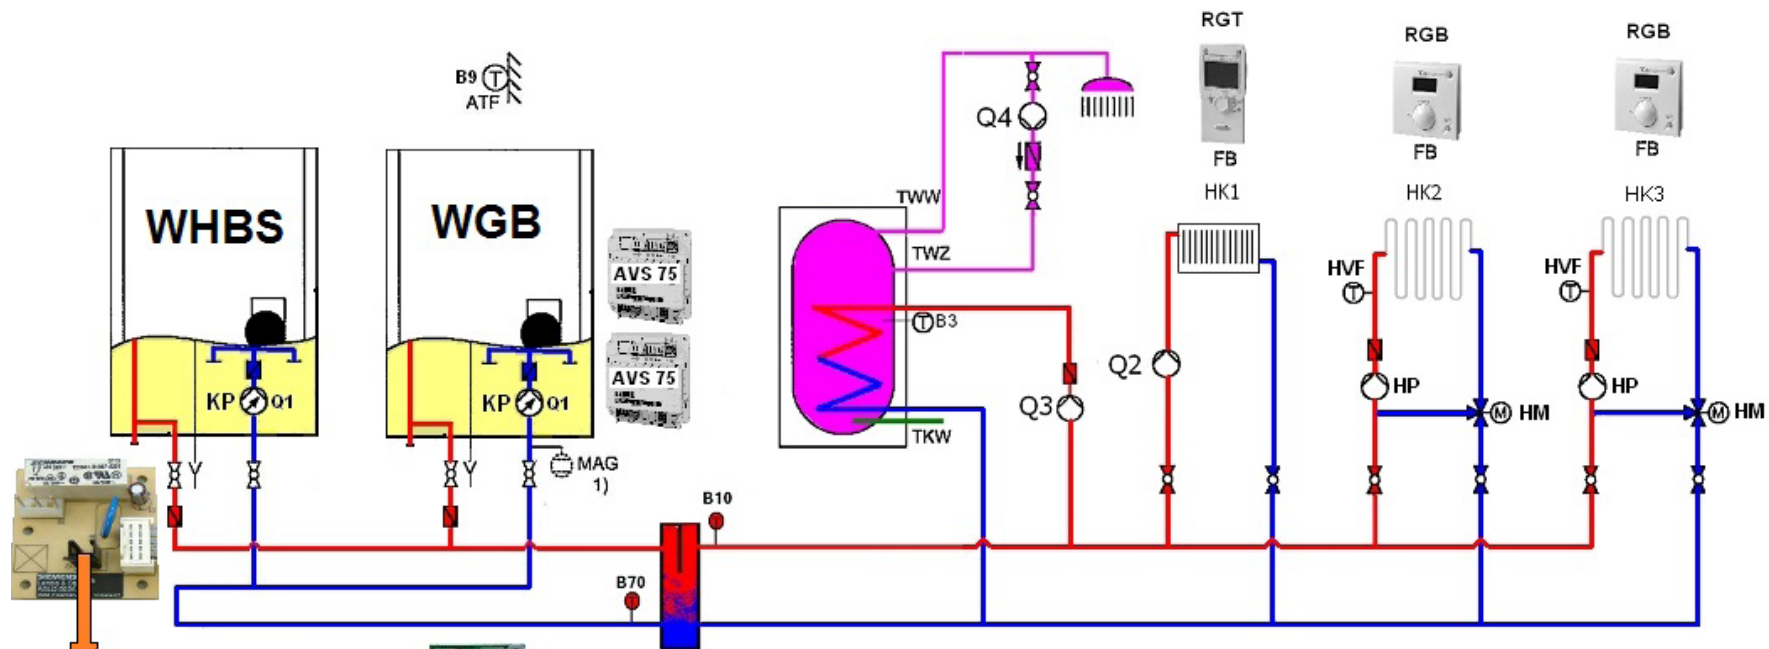 RGT
RGB
RGB
B9
T
ATF
Q4
FB
FB
FB
WHBS
WGB
TWW
HK1
HK2
HK3
AVS 75
TWZ
HVF
T
HVF
T
T
B3
AVS 75
Q2
HP
HP
KP
Q1
KP
Q1
Q3
M
HM
M
HM
TKW
MAG
1)
B10
T
B70
T
SIEMENS